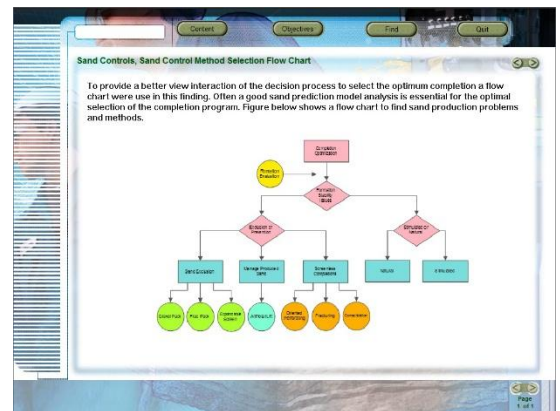 Content
Objectives
Find
Quit
Sand Controls, Sand Control Method Selection Flow Chart
To provide a better view interaction of the decision process to select the optimum completion a flow
chart were use in this finding. Often a good sand prediction model analysis is essential for the optimal
selection of the completion program. Figure below shows a flow chart to find sand production problems
and methods.
Completion
Optimization
Formation
Evaluation
Formation
Stability
Issues
Exclusion or
Prevention
Stimulation or
Natural
Sand Exclusion
Manage Produced
Sand
Screenless
Completions
Natural
Stimulation
Gravel Pack
Frac Pack
Expandable
Screen
Oriented
Perforating
Fracturing
Page
1 of 1